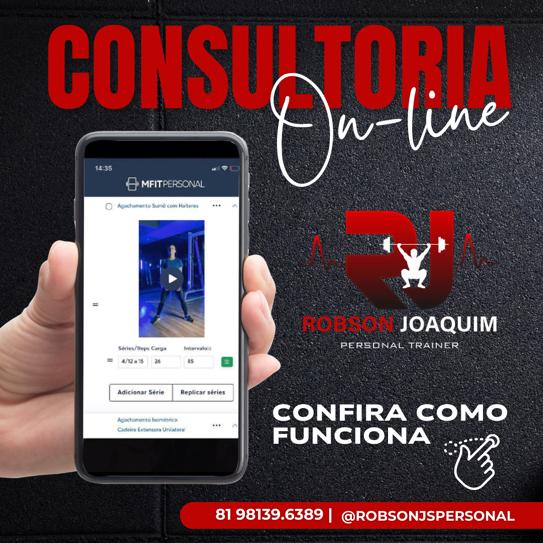 CONSULTORIA
On-line
14:35
MFITPERSONAL
Agachamento Sumô com Halteres
Séries/Reps Carga Intervalo
4/12 a 15 26 85
Adicionar Série Replicar séries
Agachamento Isométrico
Cadeira Extensora Unilateral
RJ
ROBSON JOAQUIM
PERSONAL TRAINER
CONFIRA COMO
FUNCIONA
81 98139.6389 | @ROBSONJSPERSONAL